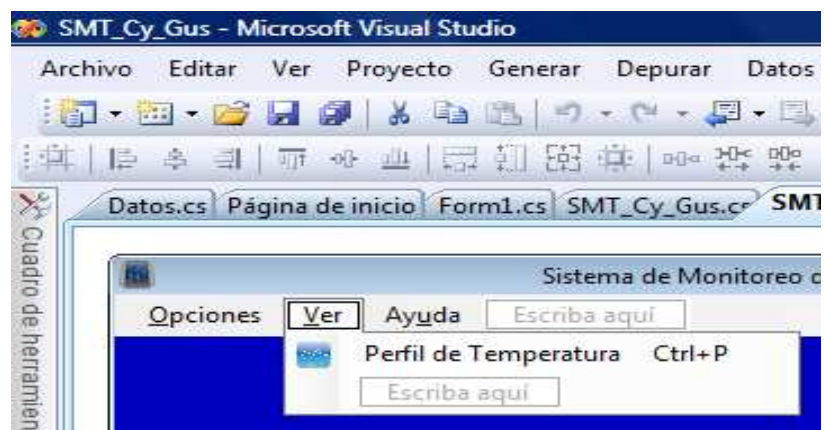 SMT_Cy_Gus - Microsoft Visual Studio
Archivo Editar Ver Proyecto Generar Depurar Datos
Datos.cs Página de inicio Form1.cs SMT_Cy_Gus.cs SMT
Cuadro de herramien
Sistema de Monitoreo d
Opciones Ver Ayuda Escriba aquí
Perfil de Temperatura Ctrl+P
Escriba aquí